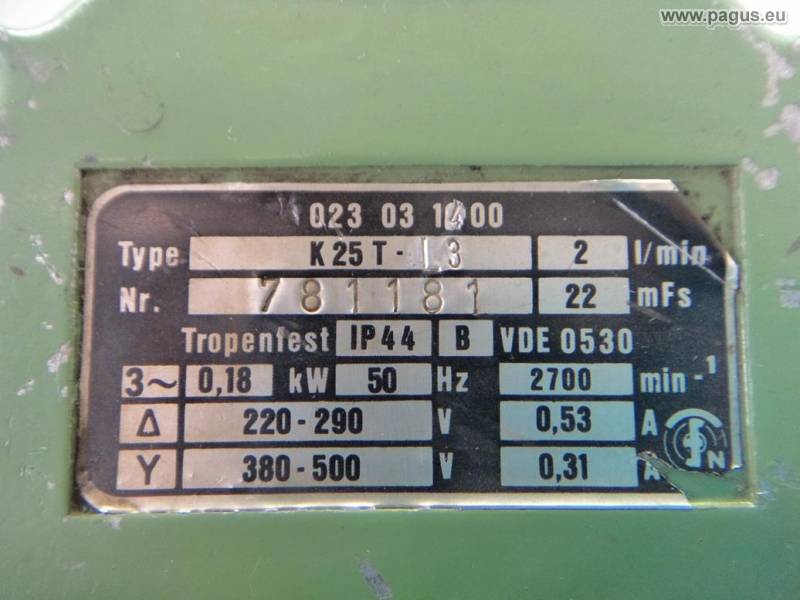 www.pagus.eu
023 03 1400
Type K 25 T - L3 2 l/min
Nr. 781181 22 mFs
Tropenfest IP44 B VDE 0530
3~ 0,18 kW 50 Hz 2700 min-¹
Δ 220-290 V 0,53 A
Y 380-500 V 0,31 A
N